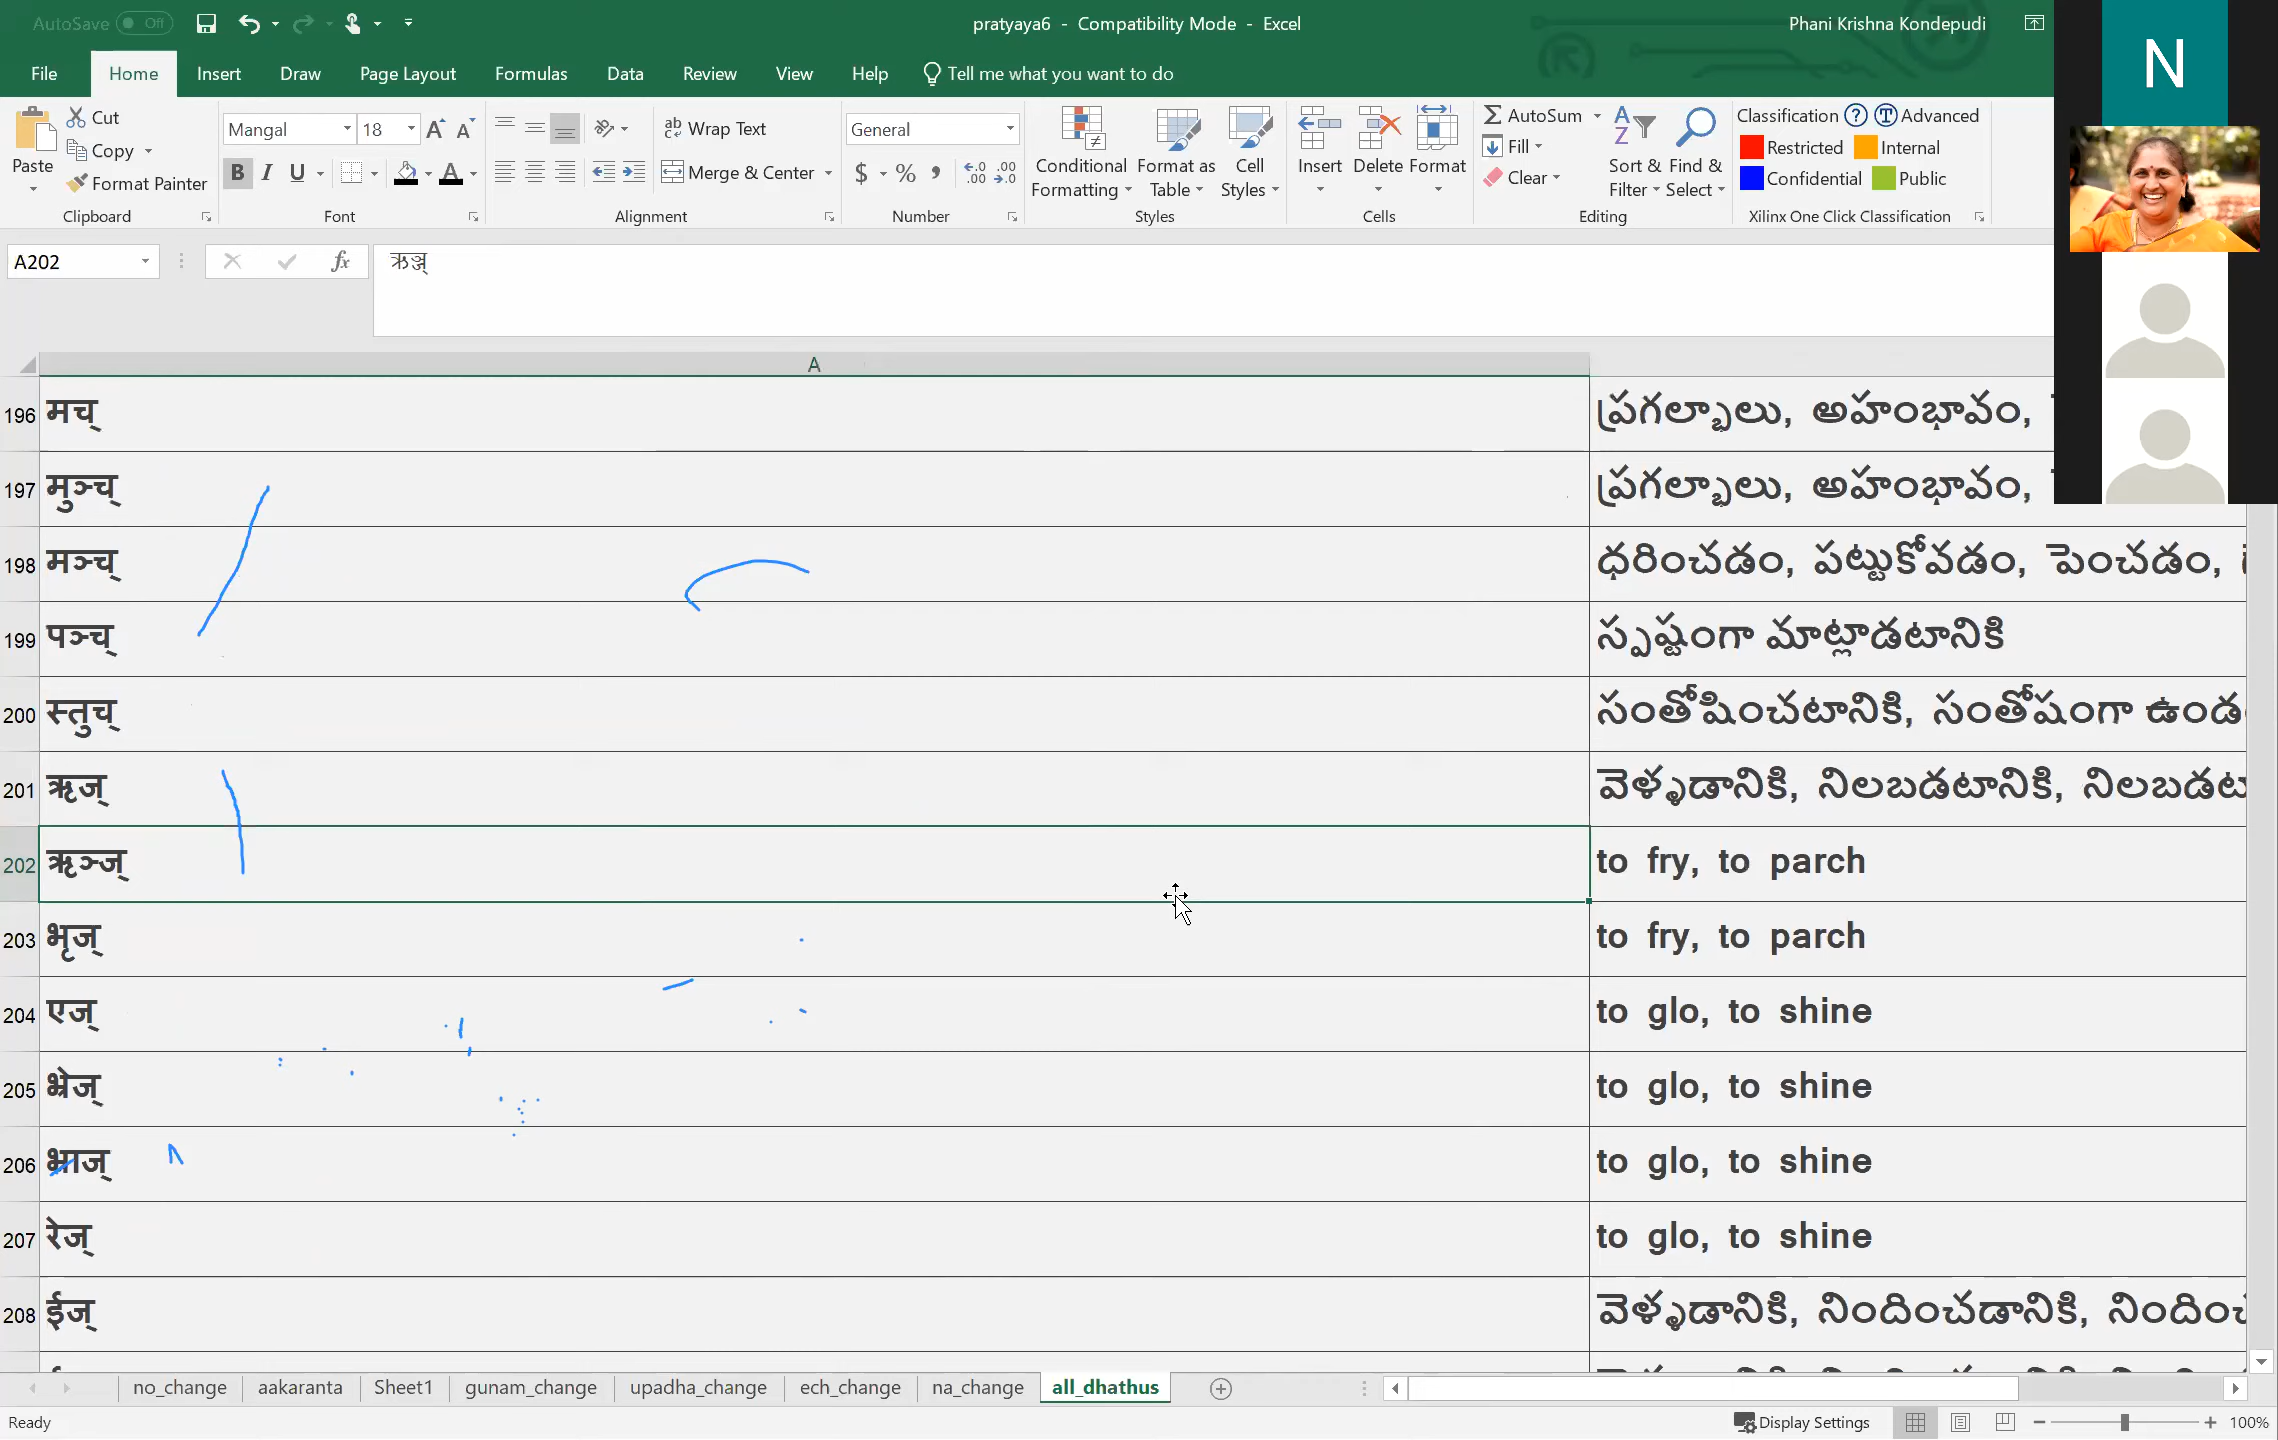 AutoSave Off
pratyaya6 - Compatibility Mode - Excel
Phani Krishna Kondepudi
N
File Home Insert Draw Page Layout Formulas Data Review View Help Tell me what you want to do
Paste
Cut
Copy
Format Painter
Clipboard
Mangal 18
B I U
Font
Wrap Text
Merge & Center
Alignment
General
$ % ,
Number
Conditional Formatting
Format as Table
Cell Styles
Styles
Insert Delete Format
Cells
AutoSum
Fill
Clear
Sort & Filter
Find & Select
Editing
Classification Advanced
Restricted Internal
Confidential Public
Xilinx One Click Classification
A202 fx ऋञ्ज्
A
196 मच् ప్రగల్భాలు, అహంభావం,
197 मुञ्च् ప్రగల్భాలు, అహంభావం,
198 मञ्च् ధరించడం, పట్టుకోవడం, పెంచడం,
199 पञ्च् స్పష్టంగా మాట్లాడటానికి
200 स्तुच् సంతోషించటానికి, సంతోషంగా
201 ऋज् వెళ్ళడానికి, నిలబడటానికి,
202 ऋञ्ज् to fry, to parch
203 भृज् to fry, to parch
204 एज् to glo, to shine
205 भ्रेज् to glo, to shine
206 भ्राज् to glo, to shine
207 रेज् to glo, to shine
208 ईज् వెళ్ళడానికి, నిందించడానికి,
no_change aakaranta Sheet1 gunam_change upadha_change ech_change na_change all_dhathus
Ready
Display Settings
100%